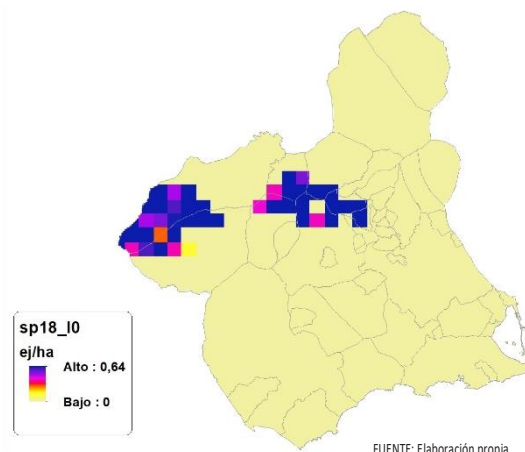 sp18_l0
ej/ha
Alto : 0,64
Bajo : 0
FUENTE: Elaboración propia